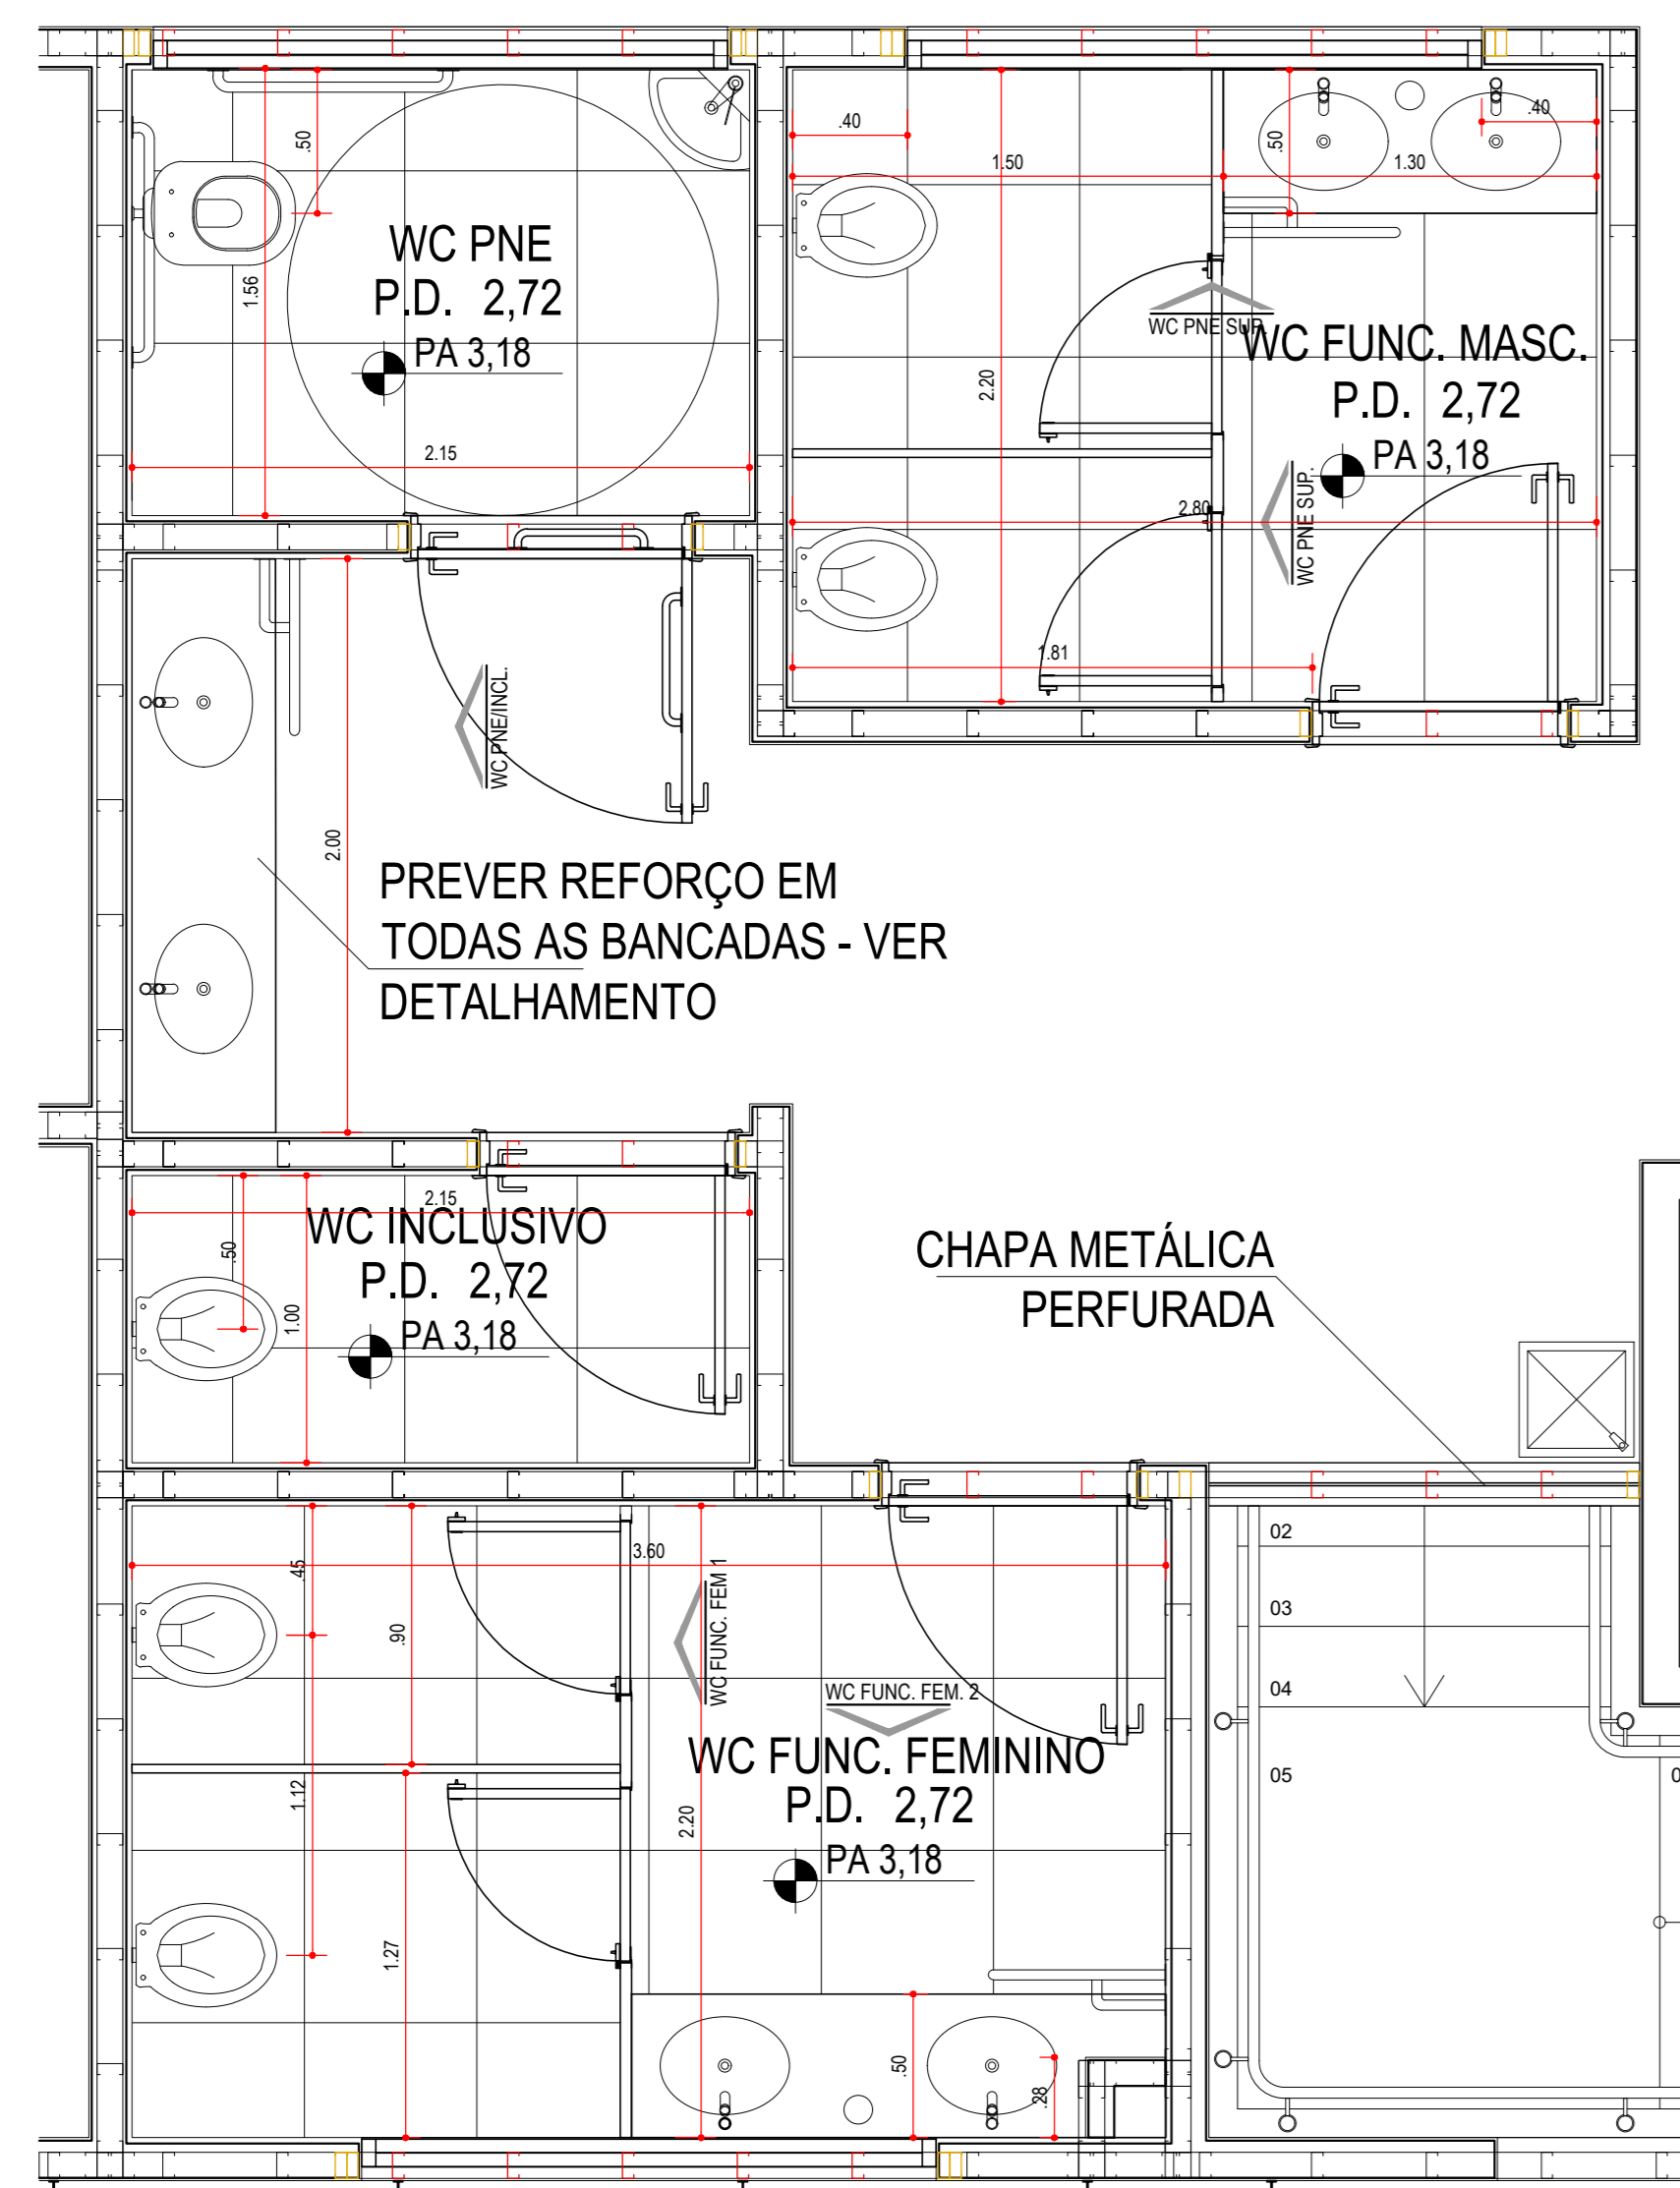 .50
1.56
WC PNE
P.D. 2,72
PA 3,18
2.15
.40
1.50
.50
.40
1.30
WC PNE SUP.
2.20
WC FUNC. MASC.
P.D. 2,72
PA 3,18
WC PNE SUP.
2.80
1.81
WC PNE/INCL.
2.00
PREVER REFORÇO EM
TODAS AS BANCADAS - VER
DETALHAMENTO
2.15
WC INCLUSIVO
P.D. 2,72
PA 3,18
.50
1.00
CHAPA METÁLICA
PERFURADA
3.60
.45
.90
WC FUNC. FEM 1
WC FUNC. FEM. 2
WC FUNC. FEMININO
P.D. 2,72
PA 3,18
1.12
2.20
1.27
.50
.28
02
03
04
05